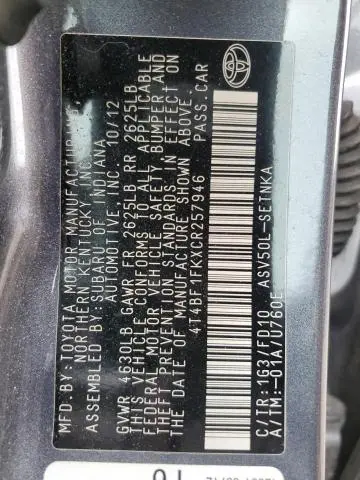 MFD.BY:TOYOTA MOTOR MANUFACTURING
NORTHERN KENTUCKY, INC.
ASSEMBLED BY:SUBARU OF INDIANA
AUTOMOTIVE, INC. 10/12
GVWR 4630LB GAWR FR 2625LB RR 2625LB
THIS VEHICLE CONFORMS TO ALL APPLICABLE
FEDERAL MOTOR VEHICLE SAFETY, BUMPER, AND
THEFT PREVENTION STANDARDS IN EFFECT ON
THE DATE OF MANUFACTURE SHOWN ABOVE.
4T4BF1FKXCR257946 PASS.CAR
C/TR:1G3/FD10 ASV50L-SETNKA
A/TM:-01A/U760E